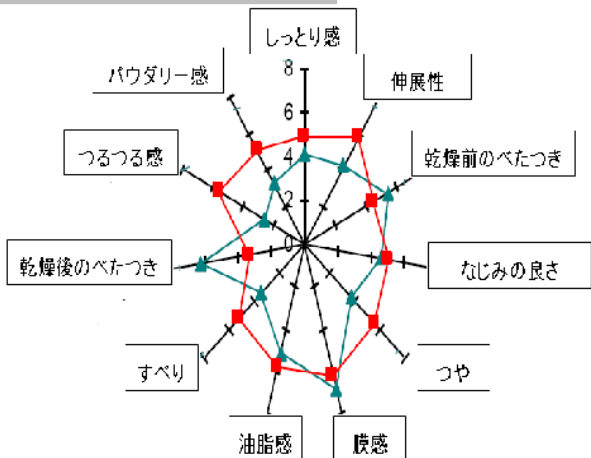 しっとり感
伸展性
乾燥前のべたつき
なじみの良さ
つや
膜感
油脂感
すべり
乾燥後のべたつき
つるつる感
パウダリー感
8
6
4
2
0